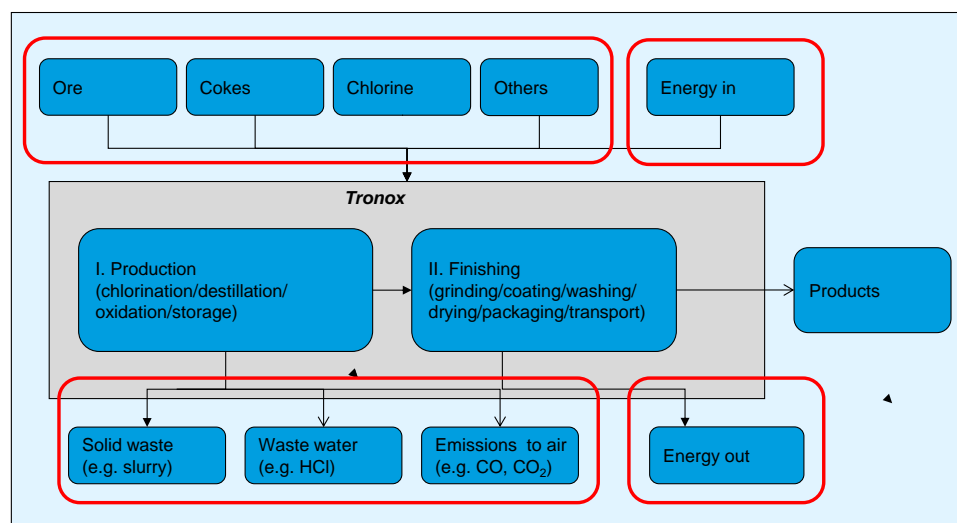 Ore
Cokes
Chlorine
Others
Energy in
Tronox
I. Production
(chlorination/destillation/
oxidation/storage)
II. Finishing
(grinding/coating/washing/
drying/packaging/transport)
Products
Solid waste
(e.g. slurry)
Waste water
(e.g. HCl)
Emissions to air
(e.g. CO, CO₂)
Energy out